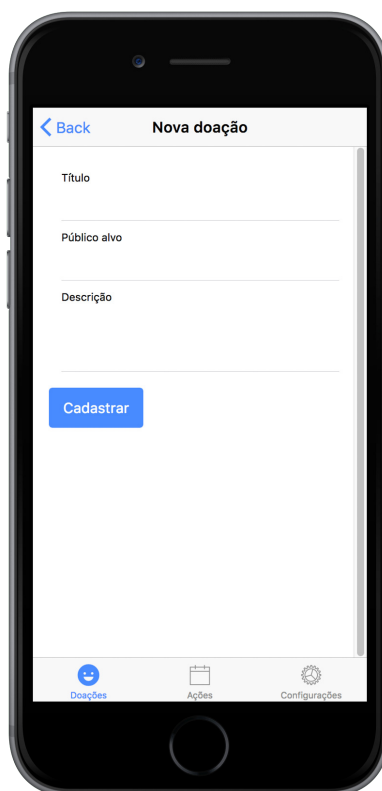 Back
Nova doação
Título
Público alvo
Descrição
Cadastrar
Doações
Ações
Configurações